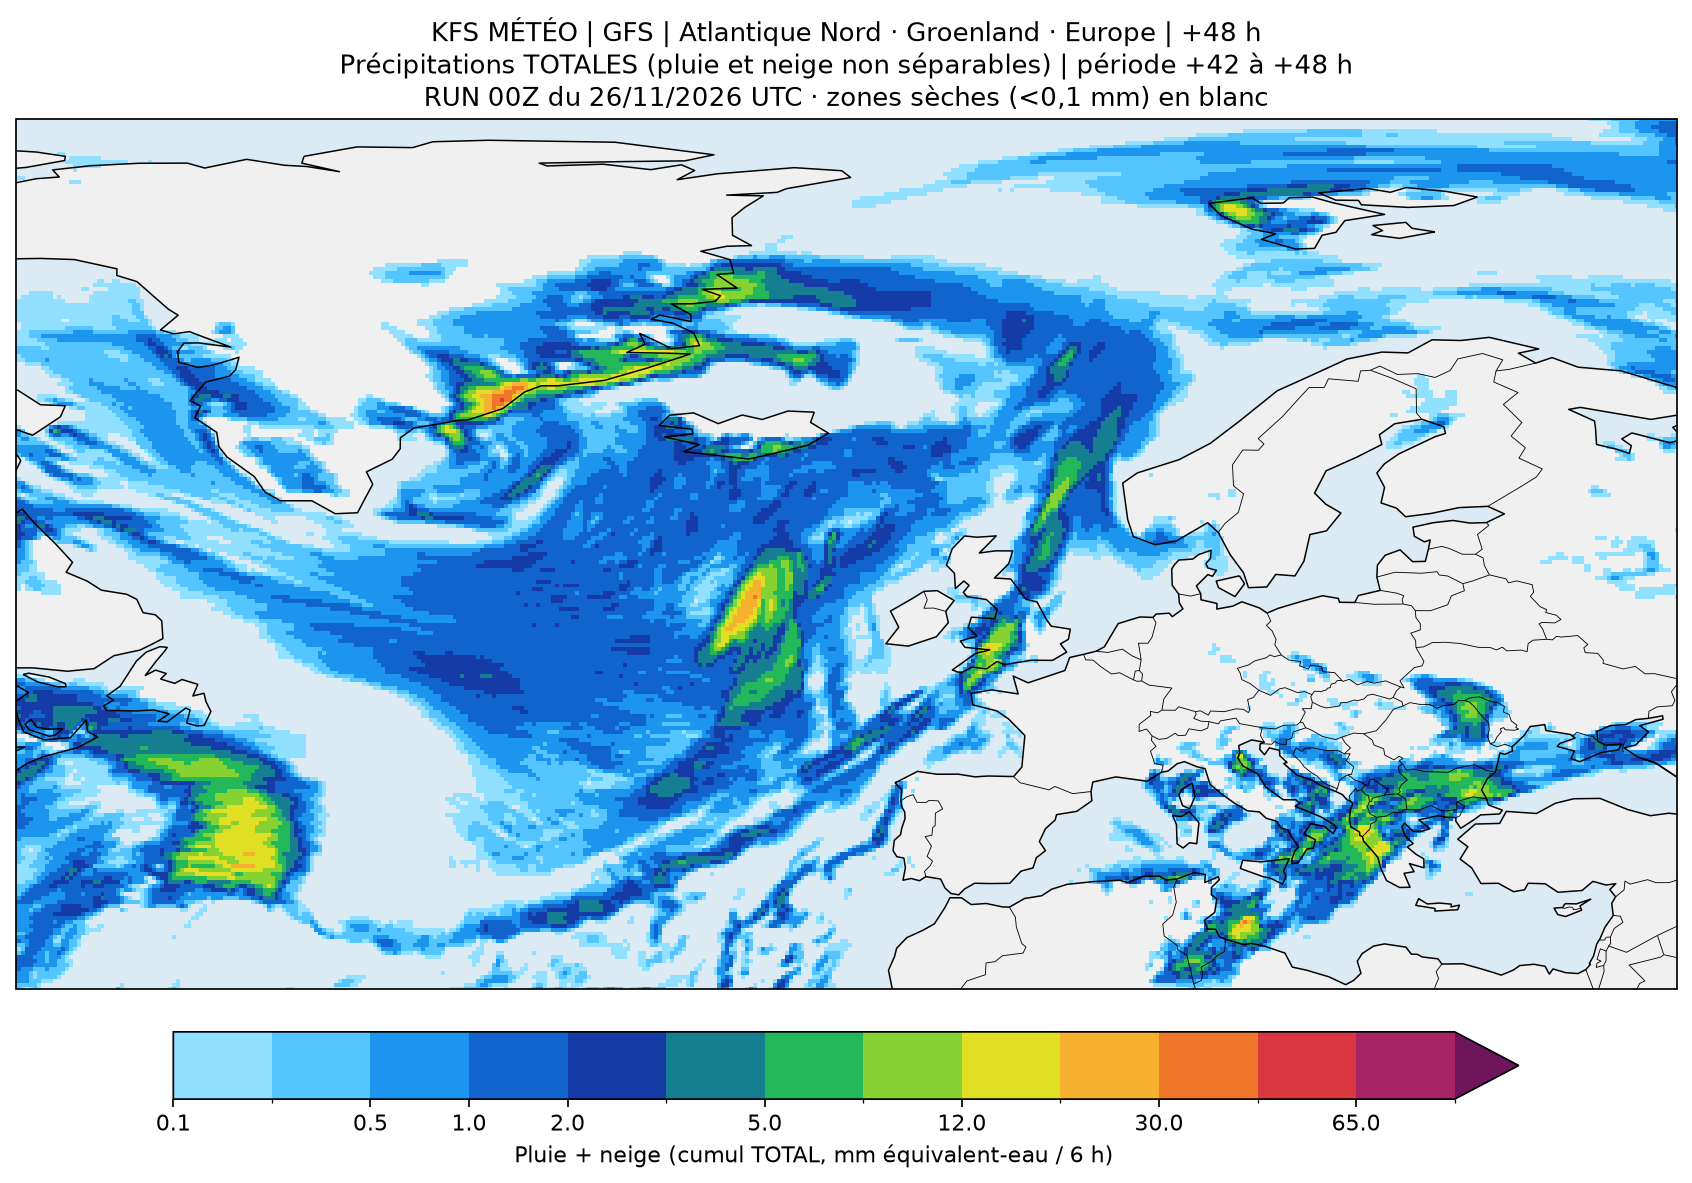 KFS MÉTÉO | GFS | Atlantique Nord · Groenland · Europe | +48 h
Précipitations TOTALES (pluie et neige non séparables) | période +42 à +48 h
RUN 00Z du 26/11/2026 UTC · zones sèches (<0,1 mm) en blanc
0.1 0.5 1.0 2.0 5.0 12.0 30.0 65.0
Pluie + neige (cumul TOTAL, mm équivalent-eau / 6 h)